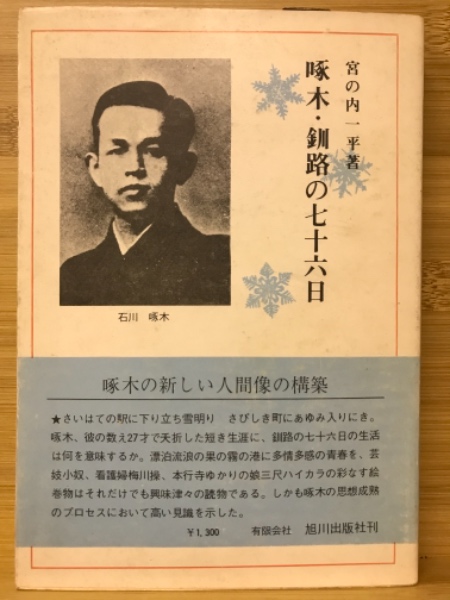 宮の内一平著
啄木・釧路の七十六日
石川 啄木
啄木の新しい人間像の構築
★さいはての駅に下り立ち雪明り さびしき町にあゆみ入りにき。
啄木、彼の数え27才で夭折した短き生涯に、釧路の七十六日の生活
は何を意味するか。漂泊流浪の果の霧の港に多情多感の青春を、芸
妓小奴、看護婦梅川操、本行寺ゆかりの娘三尺ハイカラの彩なす絵
巻物はそれだけでも興味津々の読物である。しかも啄木の思想成熟
のプロセスにおいて高い見識を示した。
¥1,300 有限会社 旭川出版社刊